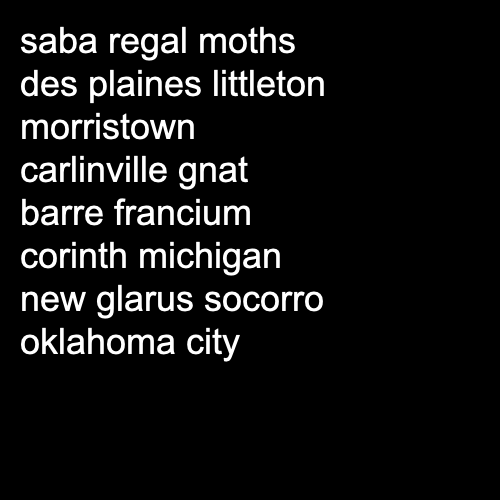 saba regal moths
des plaines littleton
morristown
carlinville gnat
barre francium
corinth michigan
new glarus socorro
oklahoma city